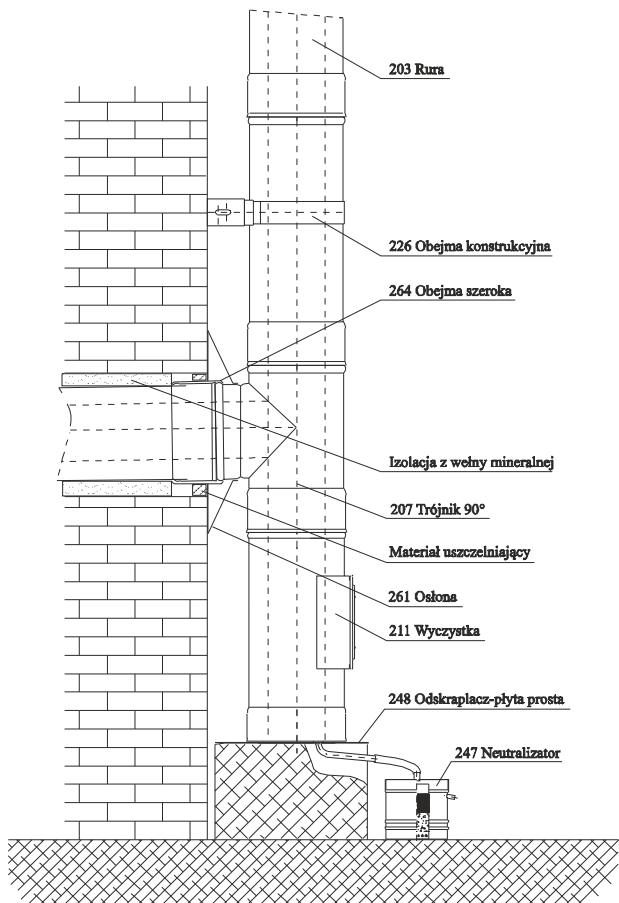 203 Rura
226 Obejma konstrukcyjna
264 Obejma szeroka
Izolacja z wełny mineralnej
207 Trójnik 90°
Materiał uszczelniający
261 Osłona
211 Wyczystka
248 Odskraplacz-płyta prosta
247 Neutralizator